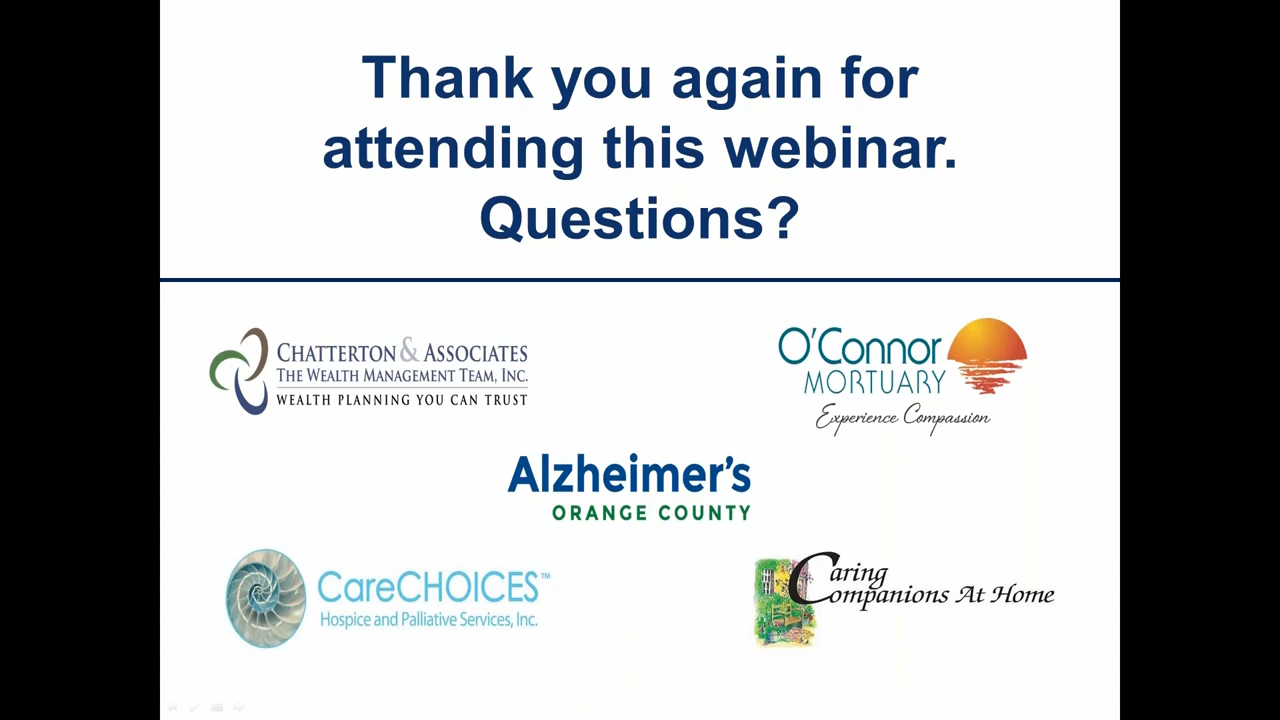 Thank you again for
attending this webinar.
Questions?
CHATTERTON & ASSOCIATES
THE WEALTH MANAGEMENT TEAM, INC.
WEALTH PLANNING YOU CAN TRUST
O'Connor
MORTUARY
Experience Compassion
Alzheimer's
ORANGE COUNTY
CareCHOICES™
Hospice and Palliative Services, Inc.
Caring
Companions At Home